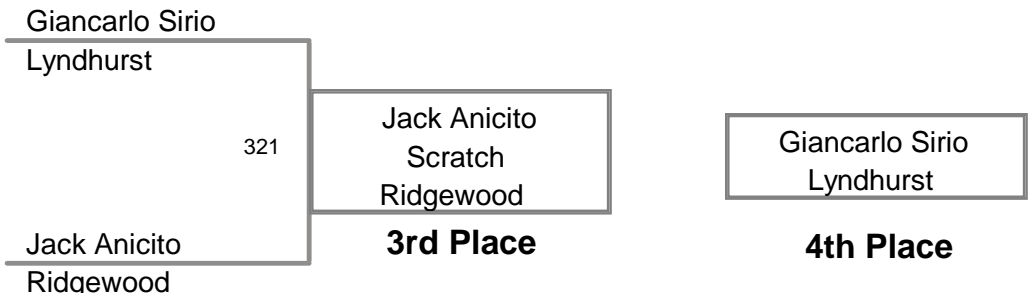 Giancarlo Sirio
Lyndhurst
321
Jack Anicito
Ridgewood
Jack Anicito
Scratch
Ridgewood
3rd Place
Giancarlo Sirio
Lyndhurst
4th Place